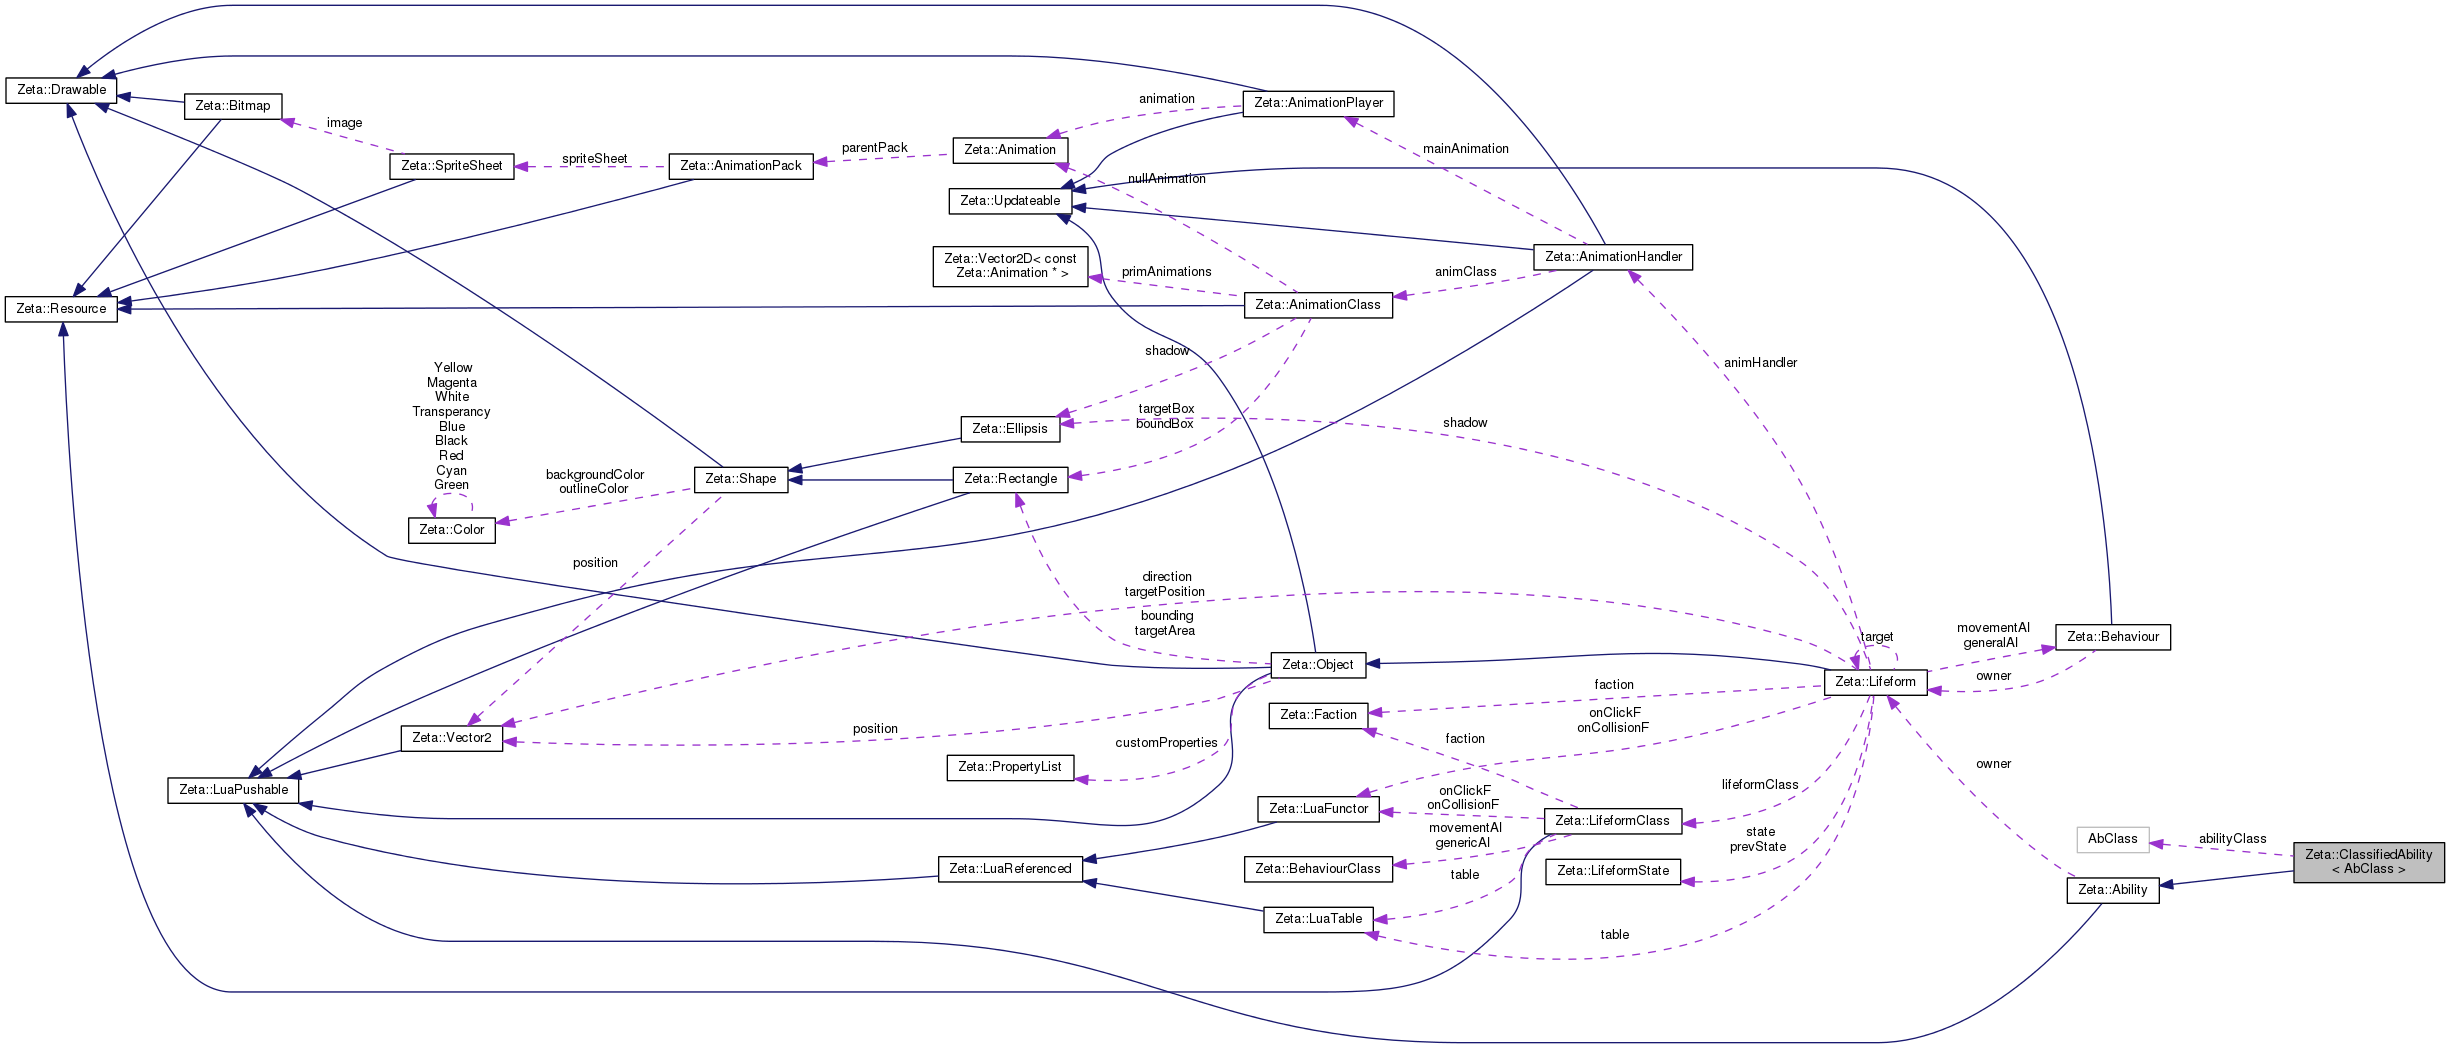 Zeta::Drawable
Zeta::Bitmap
image
Zeta::SpriteSheet
spriteSheet
Zeta::AnimationPack
parentPack
Zeta::Animation
animation
Zeta::AnimationPlayer
mainAnimation
nullAnimation
Zeta::Updateable
Zeta::Vector2D< const
Zeta::Animation * >
primAnimations
animClass
Zeta::AnimationHandler
Zeta::AnimationClass
Zeta::Resource
shadow
animHandler
Yellow
Magenta
White
Transperancy
Blue
Black
Red
Cyan
Green
Zeta::Color
backgroundColor
outlineColor
Zeta::Shape
Zeta::Ellipsis
Zeta::Rectangle
targetBox
boundBox
shadow
position
direction
targetPosition
bounding
targetArea
Zeta::Object
target
movementAI
generalAI
Zeta::Behaviour
owner
Zeta::Lifeform
faction
Zeta::Faction
onClickF
onCollisionF
position
customProperties
faction
Zeta::Vector2
Zeta::PropertyList
Zeta::LuaPushable
owner
lifeformClass
Zeta::LuaFunctor
onClickF
onCollisionF
Zeta::LifeformClass
movementAI
genericAI
state
prevState
AbClass
abilityClass
Zeta::ClassifiedAbility
< AbClass >
Zeta::LuaReferenced
Zeta::BehaviourClass
Zeta::LifeformState
table
Zeta::Ability
Zeta::LuaTable
table